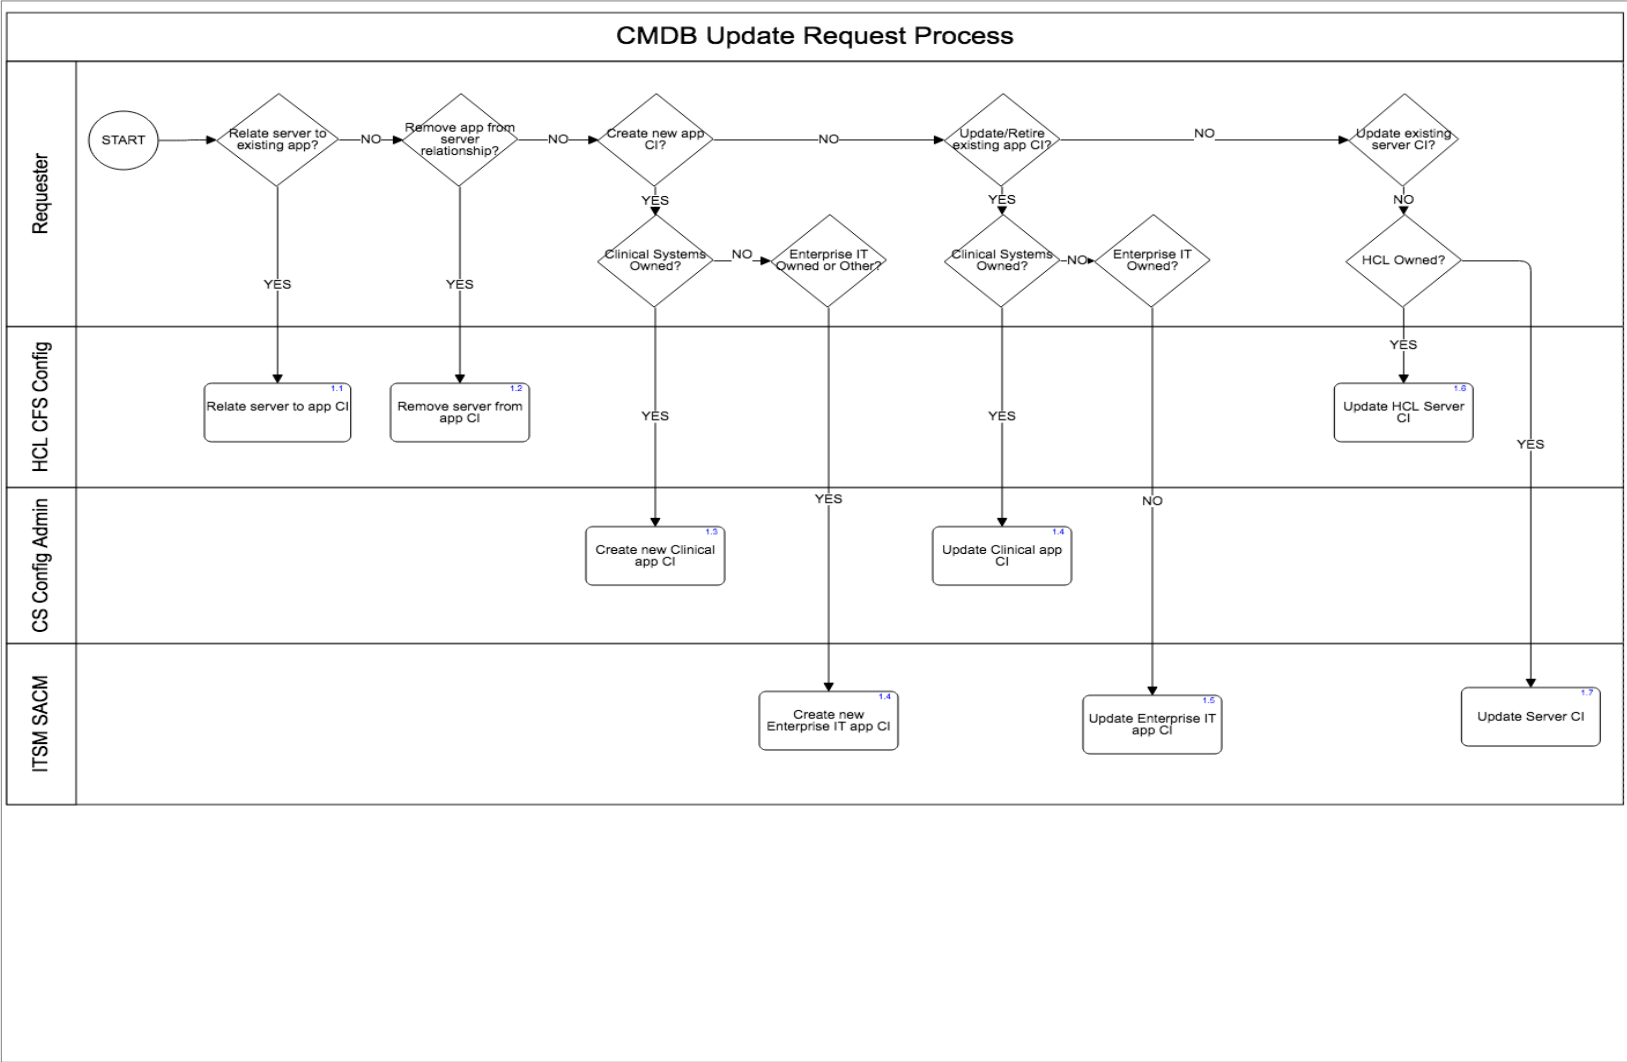 CMDB Update Request Process
Requester
START
Relate server to
existing app?
NO
Remove app from
server
relationship?
NO
Create new app
CI?
NO
Update/Retire
existing app CI?
NO
Update existing
server CI?
YES
YES
NO
Clinical Systems
Owned?
NO
Enterprise IT
Owned or Other?
Clinical Systems
Owned?
NO
Enterprise IT
Owned?
HCL Owned?
YES
YES
HCL CFS Config
YES
1.1
Relate server to app CI
1.2
Remove server from
app CI
1.6
Update HCL Server
CI
YES
YES
YES
CS Config Admin
YES
NO
1.3
Create new Clinical
app CI
1.4
Update Clinical app
CI
ITSM SACM
1.4
Create new
Enterprise IT app CI
1.5
Update Enterprise IT
app CI
1.7
Update Server CI